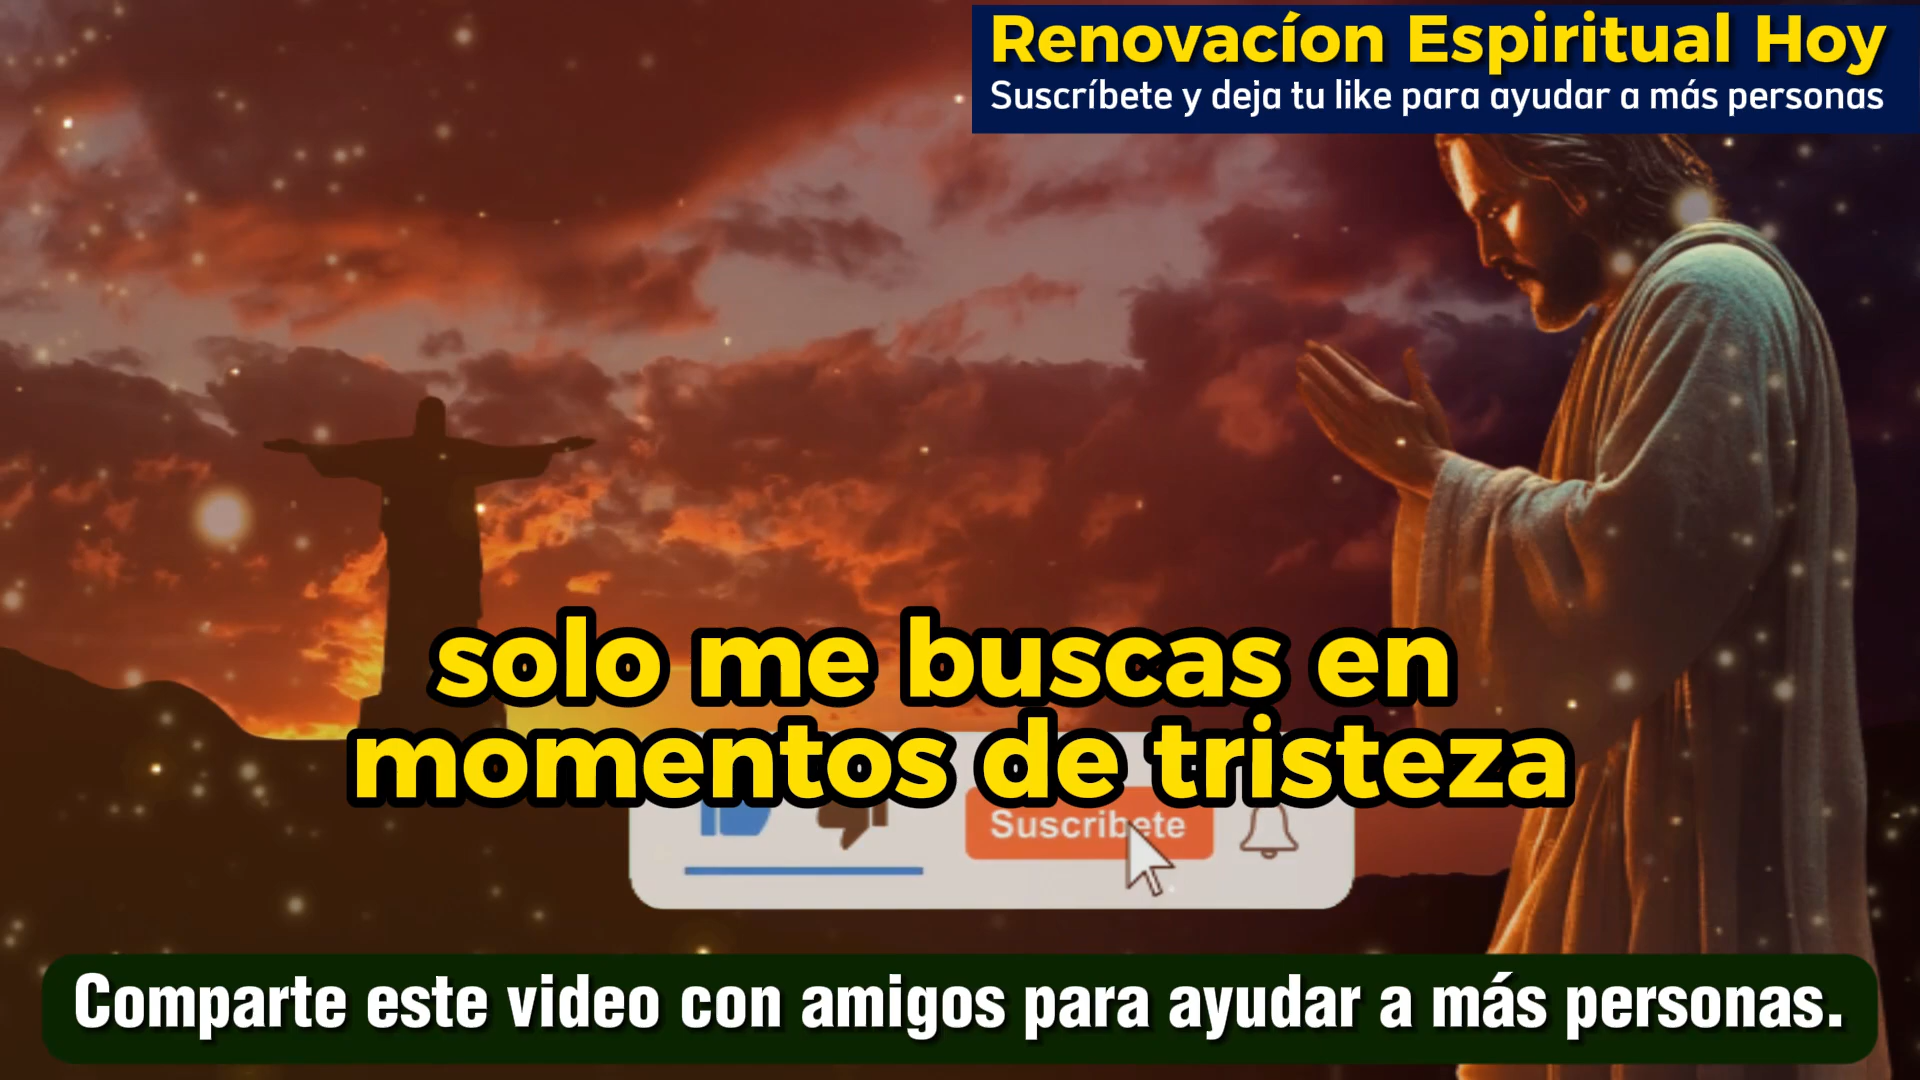 Renovacíon Espiritual Hoy
Suscríbete y deja tu like para ayudar a más personas
solo me buscas en
momentos de tristeza
Suscribete
Comparte este video con amigos para ayudar a más personas.